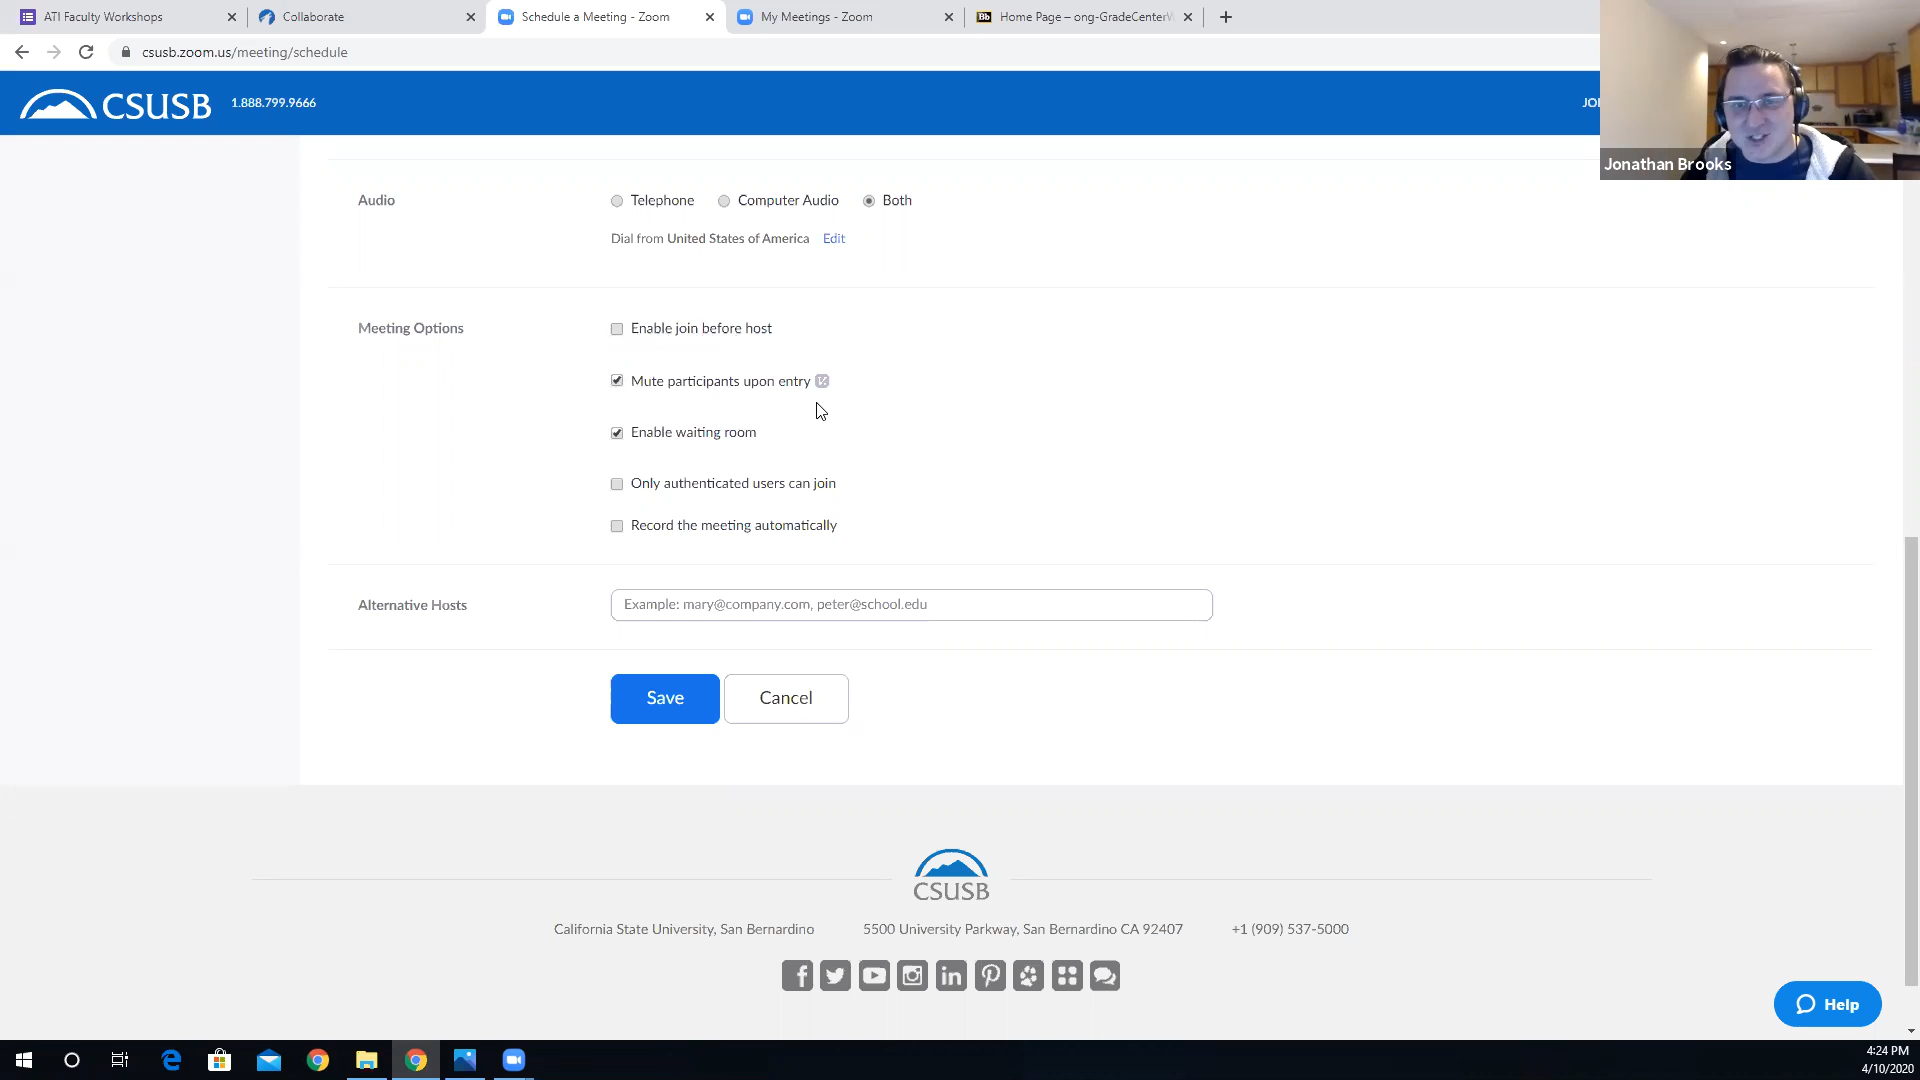 ATI Faculty Workshops
Collaborate
Schedule a Meeting - Zoom
My Meetings - Zoom
Bb Home Page – ong-GradeCenterW
csusb.zoom.us/meeting/schedule
CSUSB 1.888.799.9666
Jonathan Brooks
Audio
Telephone Computer Audio Both
Dial from United States of America Edit
Meeting Options
Enable join before host
Mute participants upon entry
Enable waiting room
Only authenticated users can join
Record the meeting automatically
Alternative Hosts
Example: mary@company.com, peter@school.edu
Save Cancel
CSUSB
California State University, San Bernardino 5500 University Parkway, San Bernardino CA 92407 +1 (909) 537-5000
Help
4:24 PM
4/10/2020